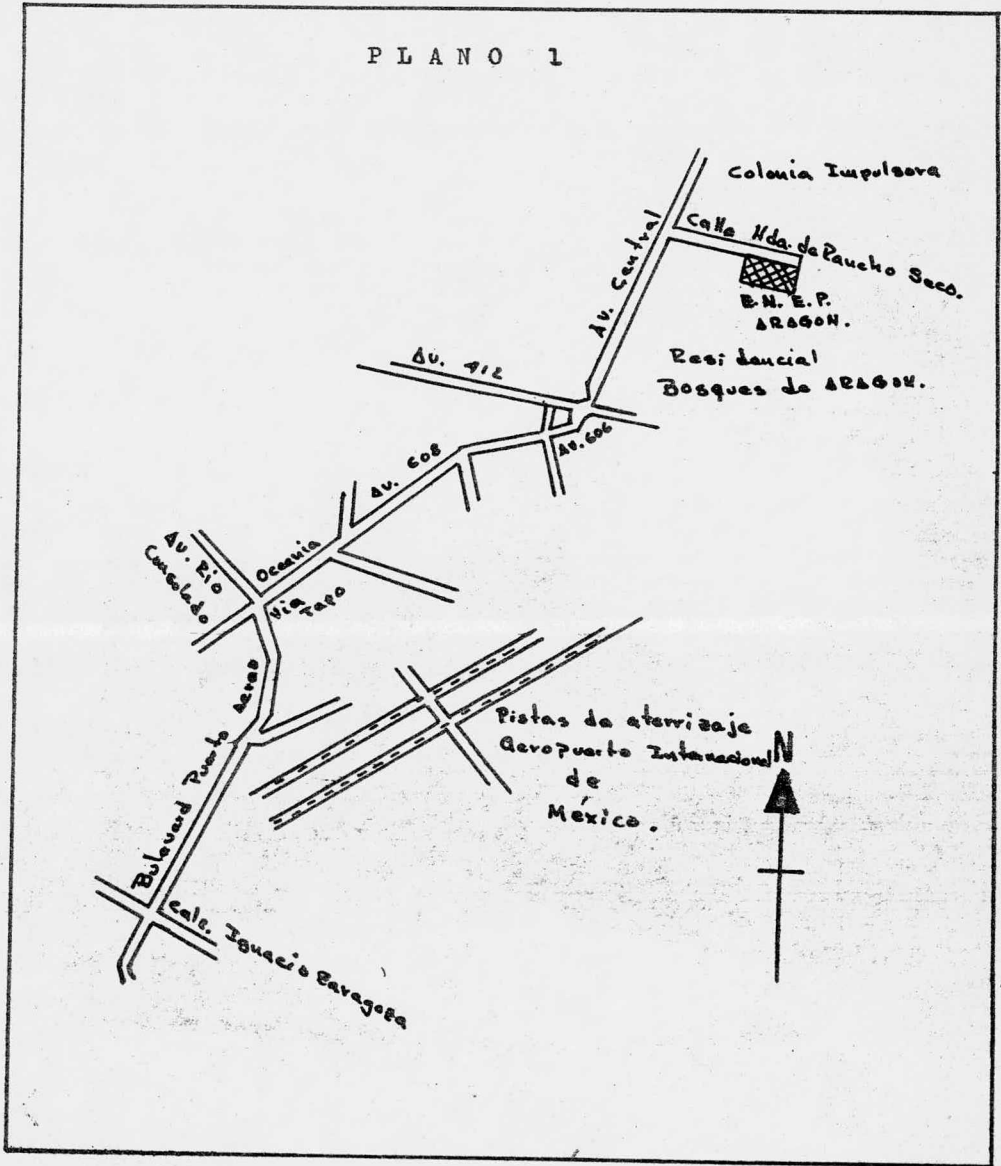 PLANO 1
Colonia Impulsora
Calle Hda. de Rancho Seco.
Av. Central
E.N.E.P.
ARAGON.
Residencial
Bosques de ARAGON.
Av. 412
Av. 606
Av. 608
Oceania
Av. Rio
Consolado
Via
Tapo
Bulevard Puerto Aereo
Pistas de aterrizaje
Aeropuerto Internacional
de
México.
N
Calz. Ignacio Zaragoza